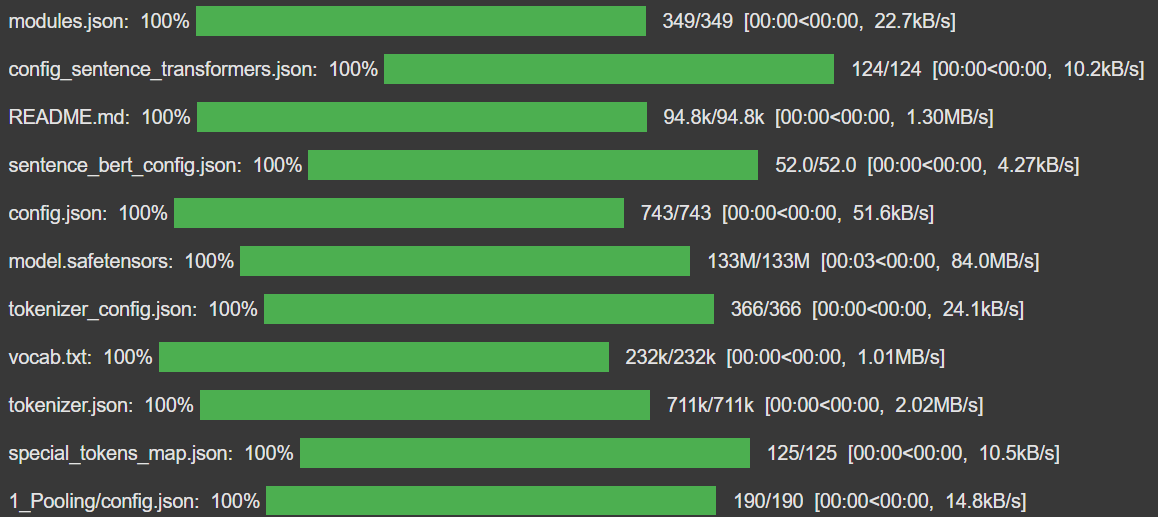 modules.json: 100% 349/349 [00:00<00:00, 22.7kB/s]
config_sentence_transformers.json: 100% 124/124 [00:00<00:00, 10.2kB/s]
README.md: 100% 94.8k/94.8k [00:00<00:00, 1.30MB/s]
sentence_bert_config.json: 100% 52.0/52.0 [00:00<00:00, 4.27kB/s]
config.json: 100% 743/743 [00:00<00:00, 51.6kB/s]
model.safetensors: 100% 133M/133M [00:03<00:00, 84.0MB/s]
tokenizer_config.json: 100% 366/366 [00:00<00:00, 24.1kB/s]
vocab.txt: 100% 232k/232k [00:00<00:00, 1.01MB/s]
tokenizer.json: 100% 711k/711k [00:00<00:00, 2.02MB/s]
special_tokens_map.json: 100% 125/125 [00:00<00:00, 10.5kB/s]
1_Pooling/config.json: 100% 190/190 [00:00<00:00, 14.8kB/s]